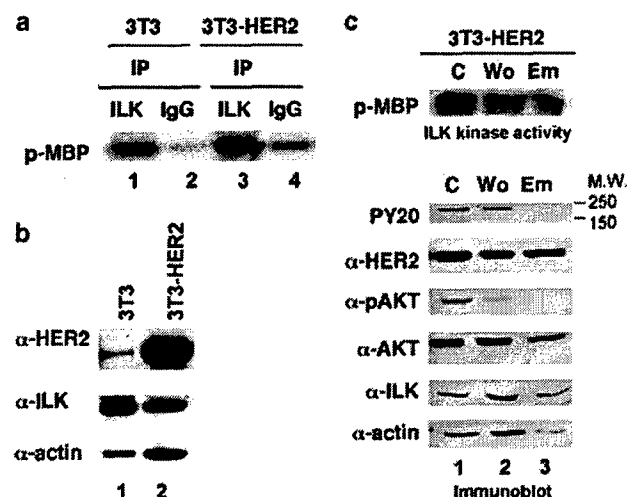 a
3T3 3T3-HER2
IP IP
ILK IgG ILK IgG
p-MBP
1 2 3 4
b
3T3 3T3-HER2
α-HER2
α-ILK
α-actin
1 2
c
3T3-HER2
C Wo Em
p-MBP
ILK kinase activity
C Wo Em M.W.
PY20 250
150
α-HER2
α-pAKT
α-AKT
α-ILK
α-actin
1 2 3
Immunoblot